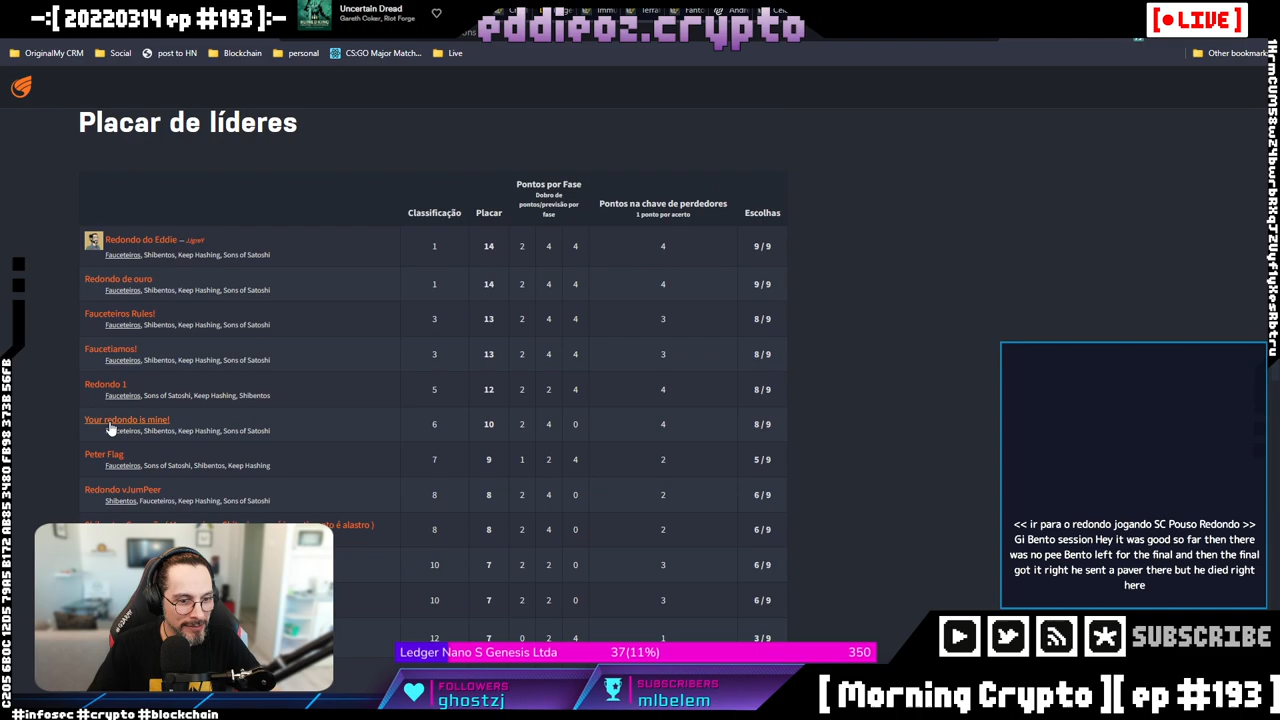 —:[ 20220314 ep #193]:—
Uncertain Dread
Gareth Coker, Riot Forge
eddieoz.crypto
[● LIVE]
OriginalMy CRM
Social
post to HN
Blockchain
personal
CS:GO Major Match...
Live
Other bookmark
Placar de líderes
Classificação
Placar
Pontos por Fase
Dobro de
pontos/previsão por
fase
Pontos na chave de perdedores
1 ponto por acerto
Escolhas
Redondo do Eddie
1 14 2 4 4 4 9 / 9
Fauceteiros, Shibentos, Keep Hashing, Sons of Satoshi
Redondo de ouro
1 14 2 4 4 4 9 / 9
Fauceteiros, Shibentos, Keep Hashing, Sons of Satoshi
Fauceteiros Rules!
3 13 2 4 4 3 8 / 9
Fauceteiros, Shibentos, Keep Hashing, Sons of Satoshi
Faucetiamos!
3 13 2 4 4 3 8 / 9
Fauceteiros, Shibentos, Keep Hashing, Sons of Satoshi
Redondo 1
5 12 2 2 4 4 8 / 9
Fauceteiros, Sons of Satoshi, Keep Hashing, Shibentos
Your redondo is mine!
6 10 2 4 0 4 8 / 9
Shibentos, Keep Hashing, Sons of Satoshi
Peter Flag
7 9 1 2 4 2 5 / 9
Fauceteiros, Sons of Satoshi, Shibentos, Keep Hashing
Redondo vJumPeer
8 8 2 4 0 2 6 / 9
Shibentos, Fauceteiros, Keep Hashing, Sons of Satoshi
é alastro )
8 8 2 4 0 2 6 / 9
10 7 2 2 0 3 6 / 9
10 7 2 2 0 3 6 / 9
12 7 0 2 4 1 3 / 9
<< ir para o redondo jogando SC Pouso Redondo >>
Gi Bento session Hey it was good so far then there
was no pee Bento left for the final and then the final
got it right he sent a paver there but he died right
here
Ledger Nano S Genesis Ltda 37(11%) 350
FOLLOWERS
ghostzj
SUBSCRIBERS
mlbelem
SUBSCRIBE
[ Morning Crypto ][ ep #193 ]
#infosec #crypto #blockchain